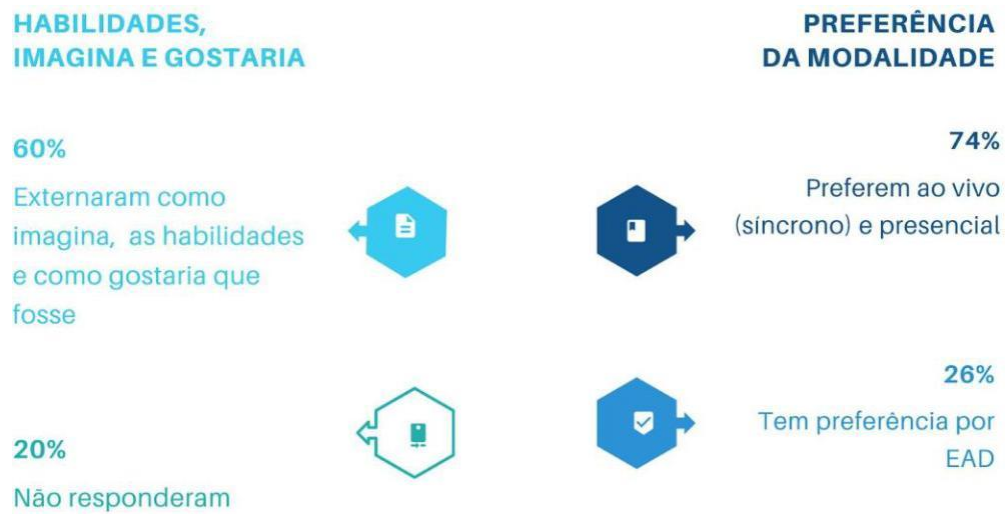 HABILIDADES,
IMAGINA E GOSTARIA
60%
Externaram como
imagina, as habilidades
e como gostaria que
fosse
20%
Não responderam
PREFERÊNCIA
DA MODALIDADE
74%
Preferem ao vivo
(síncrono) e presencial
26%
Tem preferência por
EAD